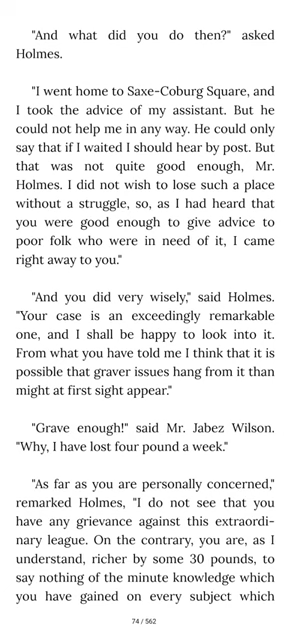 "And what did you do then?" asked
Holmes.
"I went home to Saxe-Coburg Square, and
I took the advice of my assistant. But he
could not help me in any way. He could only
say that if I waited I should hear by post. But
that was not quite good enough, Mr.
Holmes. I did not wish to lose such a place
without a struggle, so, as I had heard that
you were good enough to give advice to
poor folk who were in need of it, I came
right away to you."
"And you did very wisely," said Holmes.
"Your case is an exceedingly remarkable
one, and I shall be happy to look into it.
From what you have told me I think that it is
possible that graver issues hang from it than
might at first sight appear."
"Grave enough!" said Mr. Jabez Wilson.
"Why, I have lost four pound a week."
"As far as you are personally concerned,"
remarked Holmes, "I do not see that you
have any grievance against this extraordi-
nary league. On the contrary, you are, as I
understand, richer by some 30 pounds, to
say nothing of the minute knowledge which
you have gained on every subject which
74 / 562